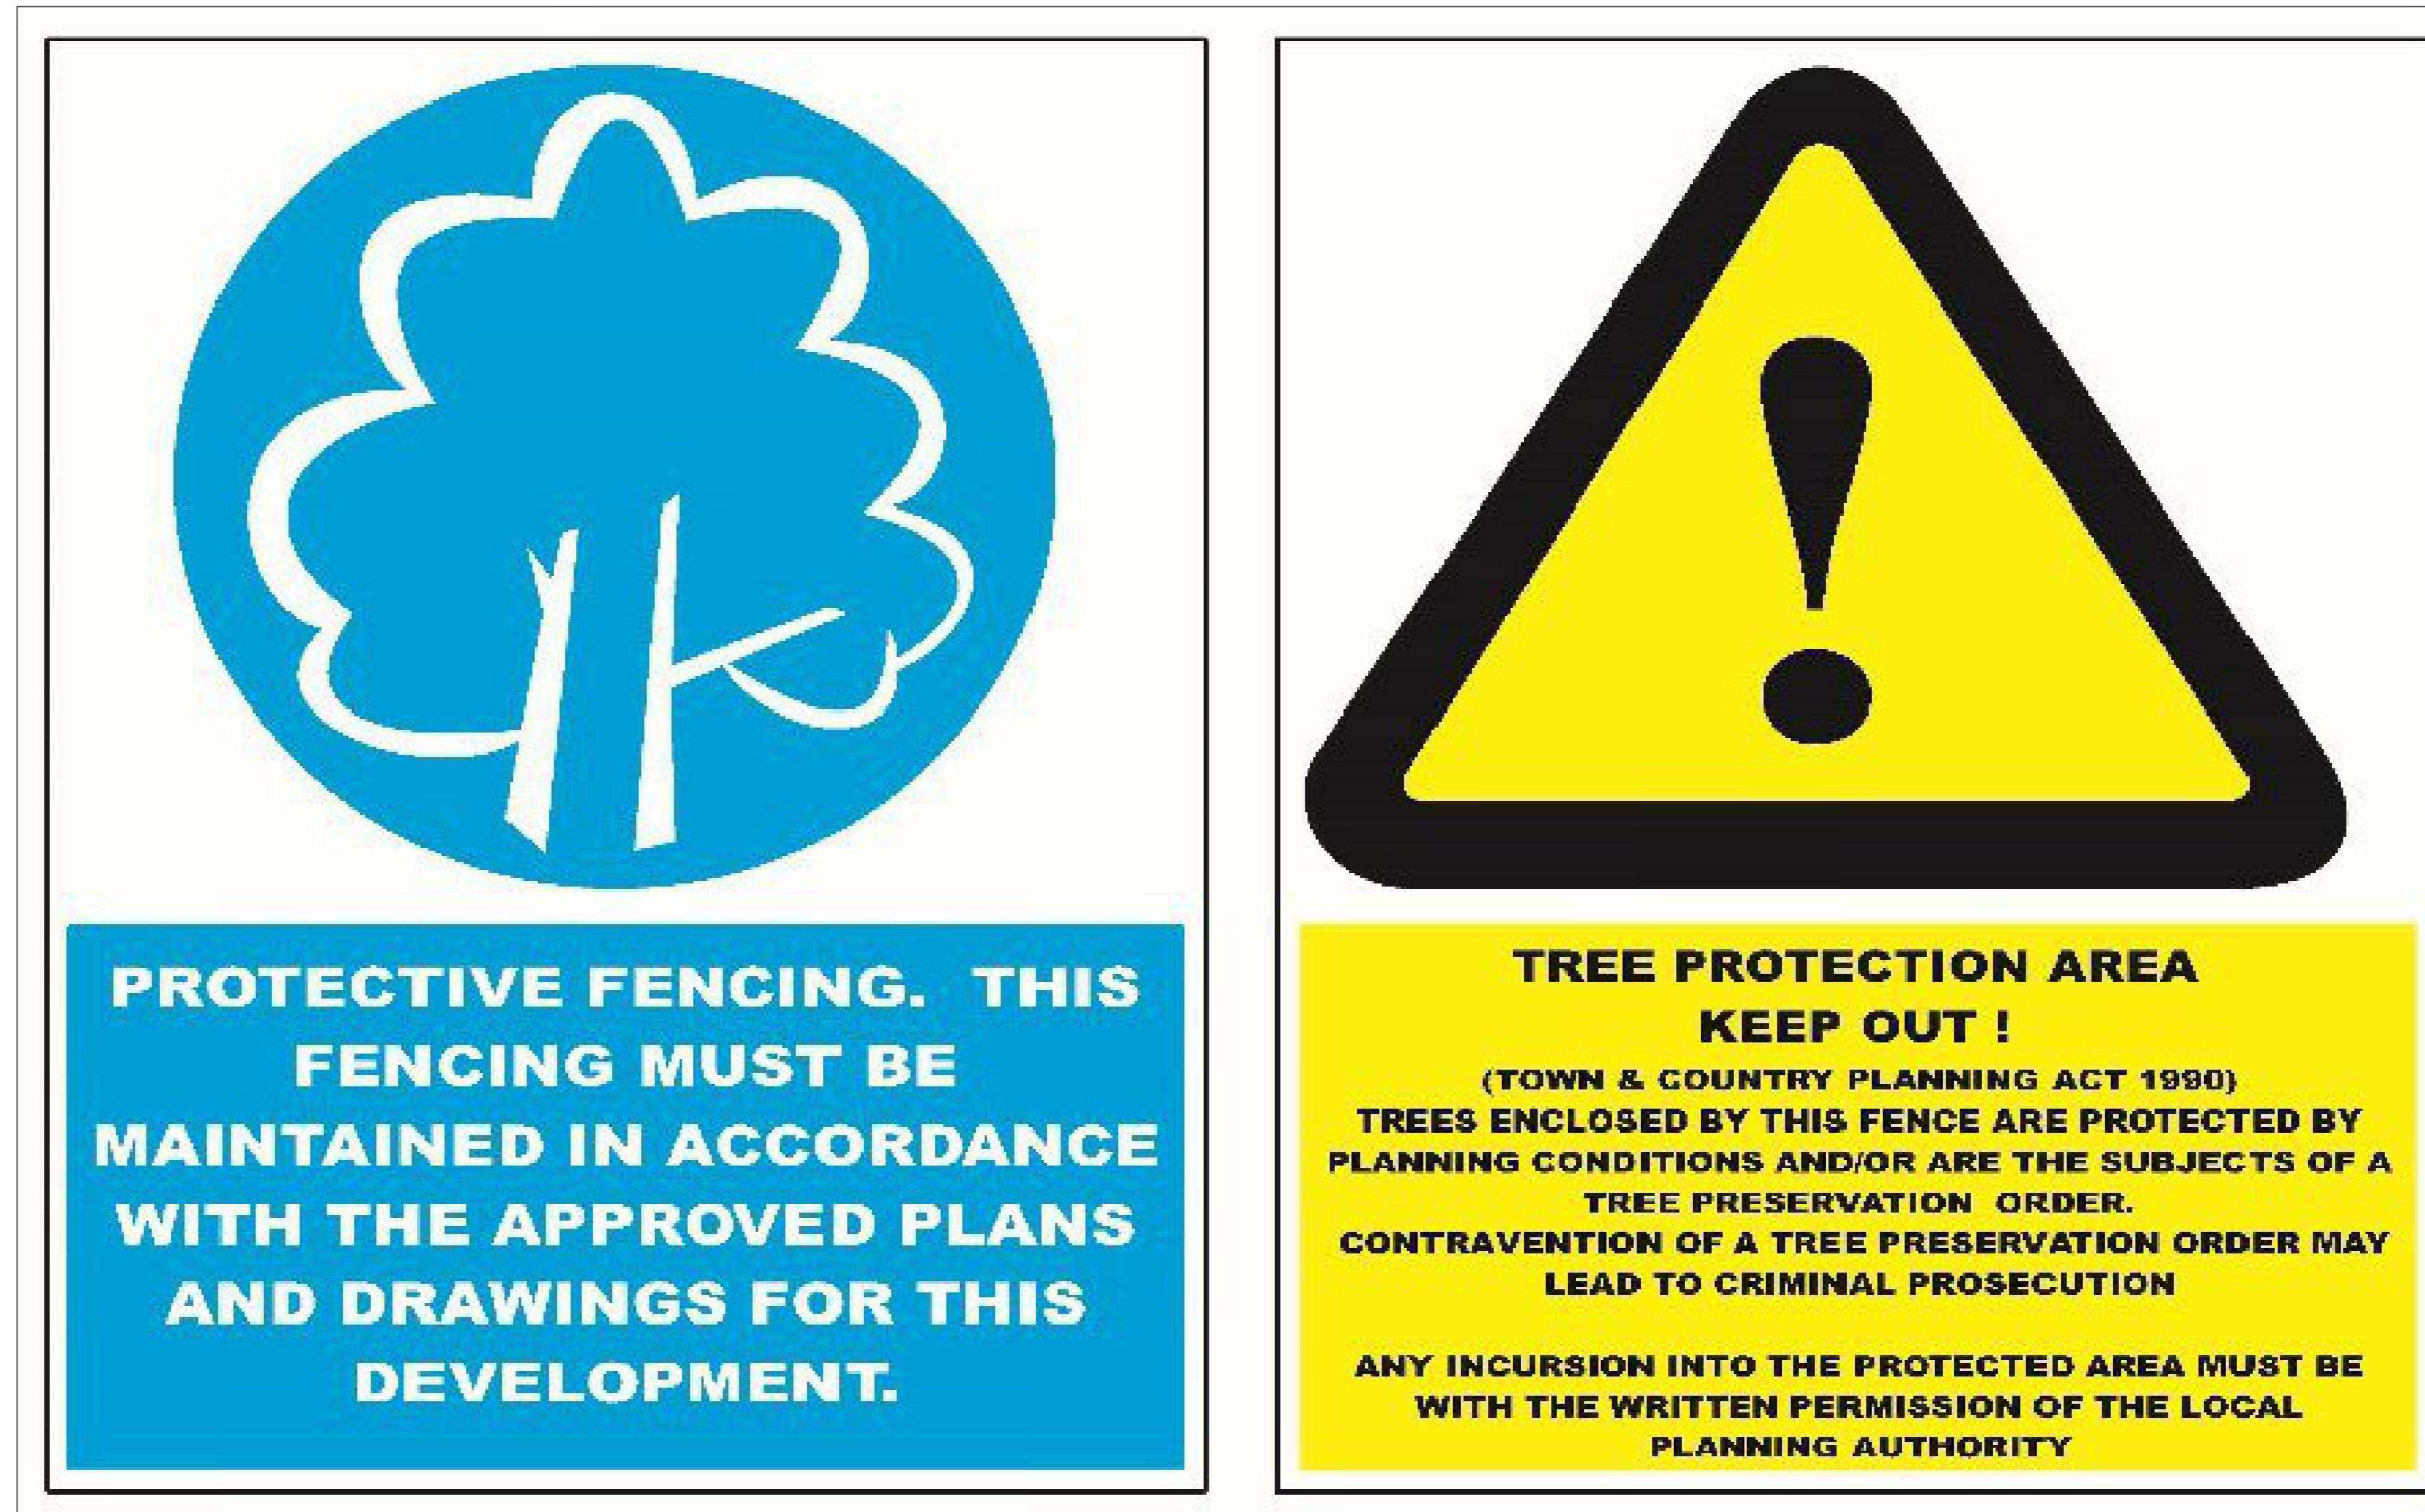 PROTECTIVE FENCING. THIS
FENCING MUST BE
MAINTAINED IN ACCORDANCE
WITH THE APPROVED PLANS
AND DRAWINGS FOR THIS
DEVELOPMENT.
TREE PROTECTION AREA
KEEP OUT !
(TOWN & COUNTRY PLANNING ACT 1990)
TREES ENCLOSED BY THIS FENCE ARE PROTECTED BY
PLANNING CONDITIONS AND/OR ARE THE SUBJECTS OF A
TREE PRESERVATION ORDER.
CONTRAVENTION OF A TREE PRESERVATION ORDER MAY
LEAD TO CRIMINAL PROSECUTION
ANY INCURSION INTO THE PROTECTED AREA MUST BE
WITH THE WRITTEN PERMISSION OF THE LOCAL
PLANNING AUTHORITY